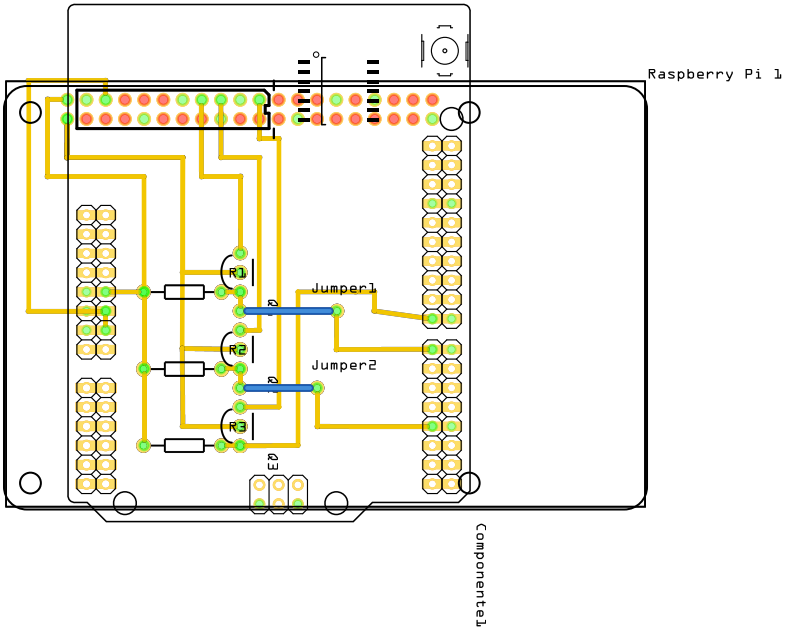 Raspberry Pi 1
R1
Jumper1
R2
Jumper2
R3
Componente1